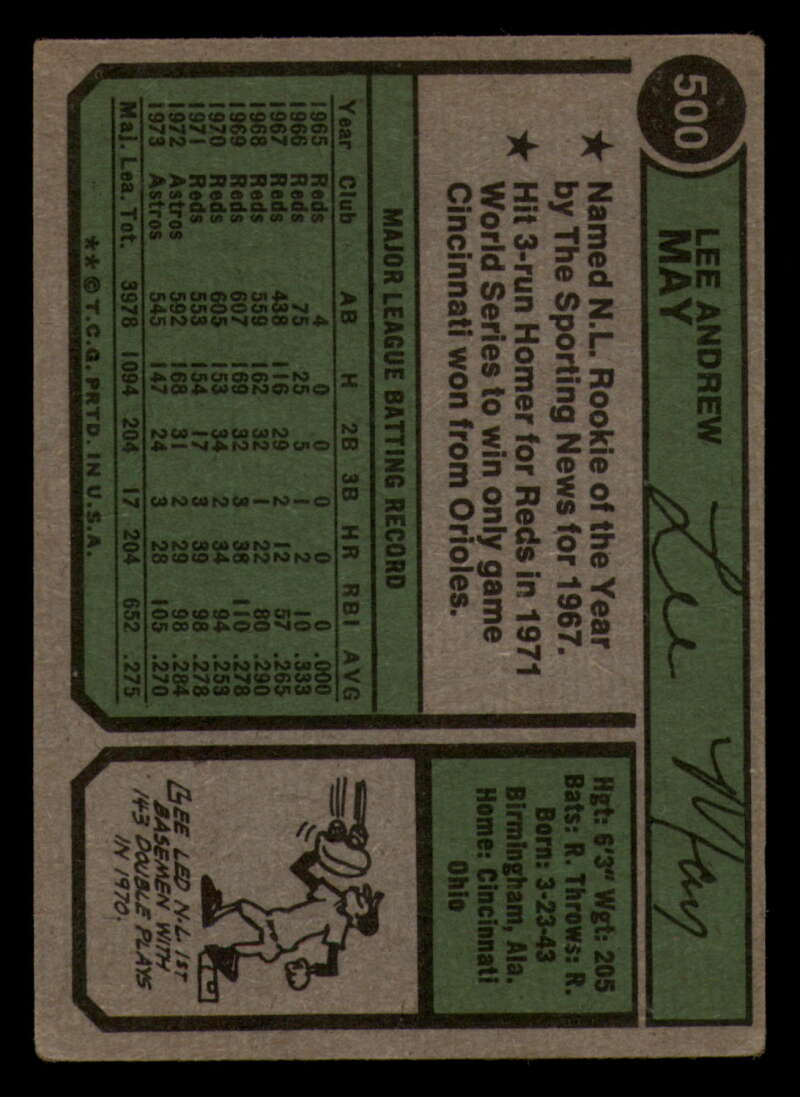 500
LEE ANDREW
MAY
Lee May
★ Named N.L. Rookie of the Year
by The Sporting News for 1967.
★ Hit 3-run Homer for Reds in 1971
World Series to win only game
Cincinnati won from Orioles.
Hgt: 6'3" Wgt: 205
Bats: R. Throws: R.
Born: 3-23-43
Birmingham, Ala.
Home: Cincinnati
Ohio
MAJOR LEAGUE BATTING RECORD
Year Club AB H 2B 3B HR RBI AVG
1965 Reds 4 0 0 0 0 0 .000
1966 Reds 75 25 5 1 2 10 .333
1967 Reds 438 116 29 2 12 57 .265
1968 Reds 559 162 32 1 22 80 .290
1969 Reds 607 169 32 3 38 110 .278
1970 Reds 605 153 34 2 34 94 .253
1971 Reds 553 154 17 3 39 98 .278
1972 Astros 592 168 31 2 29 98 .284
1973 Astros 545 147 24 3 28 105 .270
Maj. Lea. Tot. 3978 1094 204 17 204 652 .275
** © T.C.G. PRTD. IN U.S.A.
LEE LED N.L. 1ST
BASEMEN WITH
143 DOUBLE PLAYS
IN 1970.